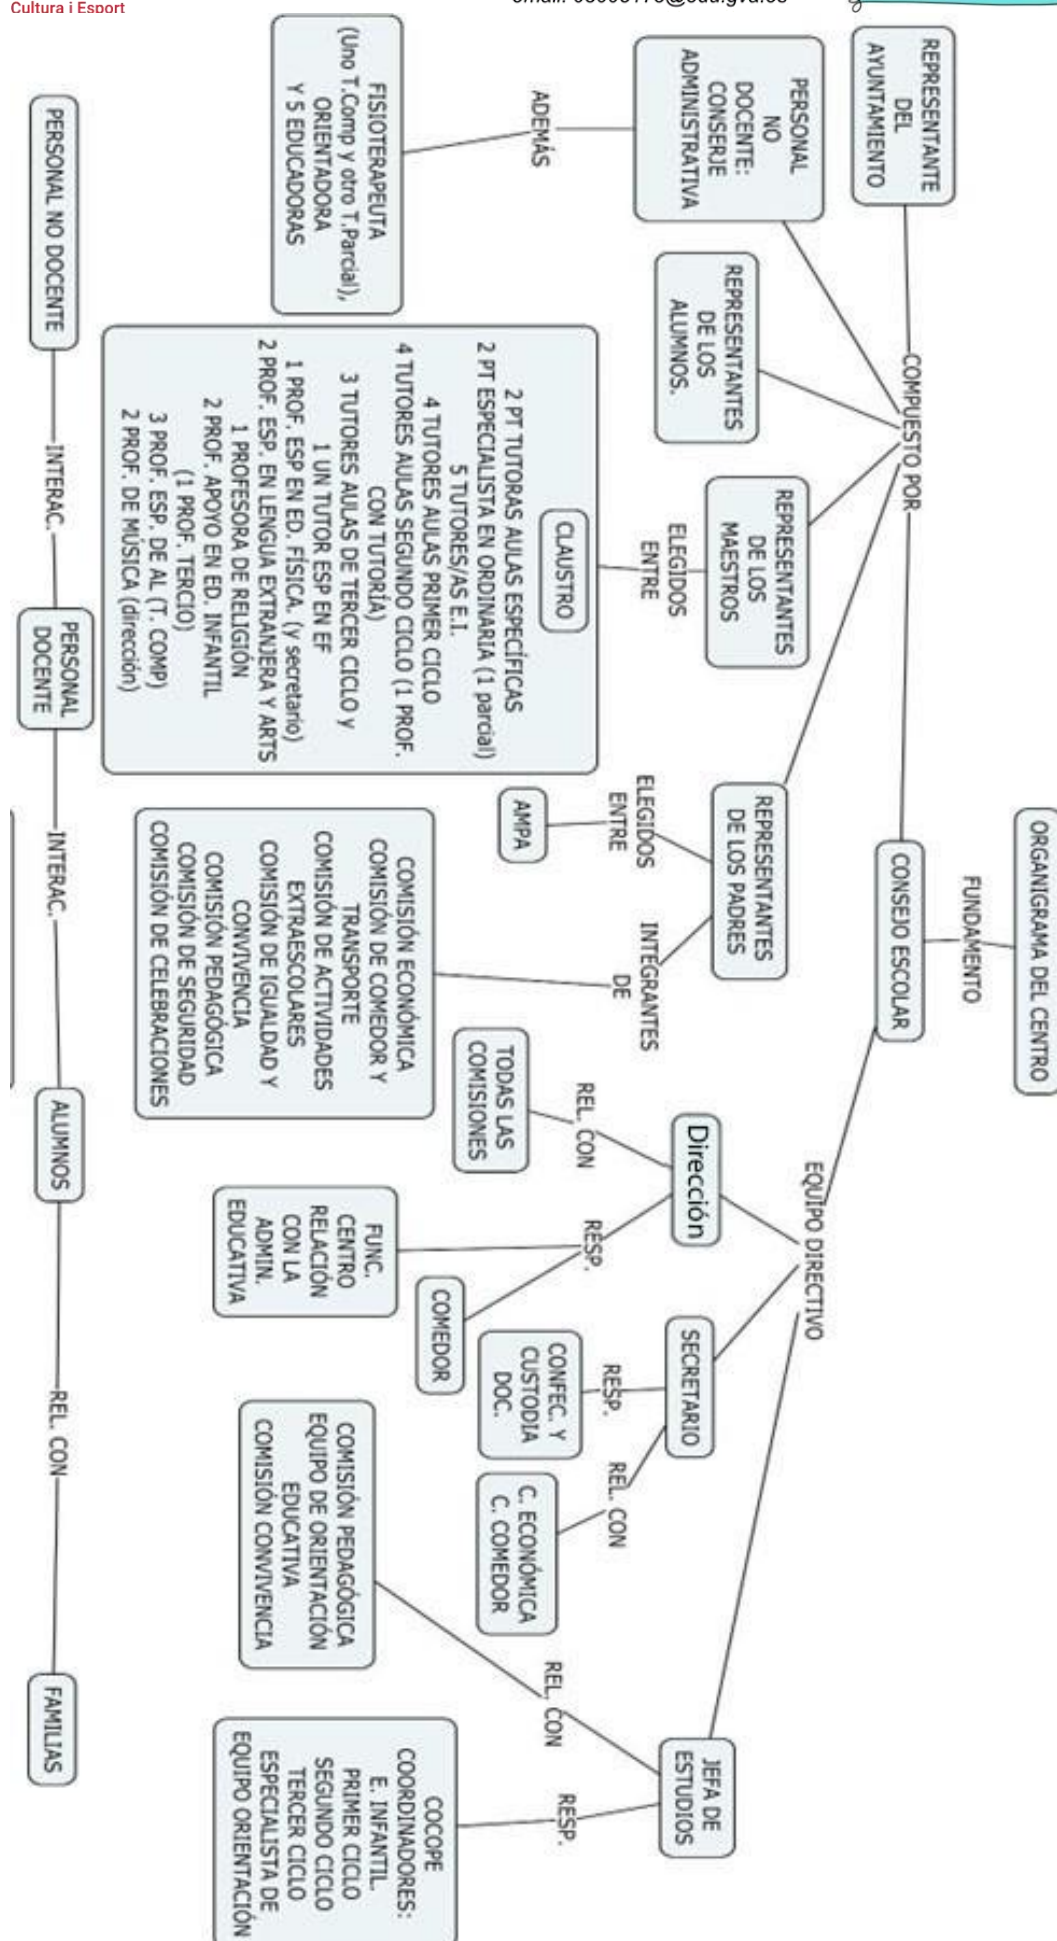 Cultura i Esport
ORGANIGRAMA DEL CENTRO
FUNDAMENTO
CONSEJO ESCOLAR
COMPUESTO POR
EQUIPO DIRECTIVO
REPRESENTANTE
DEL
AYUNTAMIENTO
PERSONAL
NO
DOCENTE:
CONSERJE
ADMINISTRATIVA
ADEMÁS
FISIOTERAPEUTA
(Uno T.Comp y otro T.Parcial),
ORIENTADORA
Y 5 EDUCADORAS
REPRESENTANTES
DE LOS
ALUMNOS.
REPRESENTANTES
DE LOS
MAESTROS
ELEGIDOS
ENTRE
CLAUSTRO
2 PT TUTORAS AULAS ESPECÍFICAS
2 PT ESPECIALISTA EN ORDINARIA (1 parcial)
5 TUTORES/AS E.I.
4 TUTORES AULAS PRIMER CICLO
4 TUTORES AULAS SEGUNDO CICLO (1 PROF.
CON TUTORÍA)
3 TUTORES AULAS DE TERCER CICLO y
1 UN TUTOR ESP EN EF
1 PROF. ESP EN ED. FÍSICA. (y secretario)
2 PROF. ESP. EN LENGUA EXTRANJERA Y ARTS
1 PROFESORA DE RELIGIÓN
2 PROF. APOYO EN ED. INFANTIL
(1 PROF. TERCIO)
3 PROF. ESP. DE AL (T. COMP)
2 PROF. DE MÚSICA (dirección)
REPRESENTANTES
DE LOS PADRES
ELEGIDOS
ENTRE
AMPA
INTEGRANTES
DE
COMISIÓN ECONÓMICA
COMISIÓN DE COMEDOR Y
TRANSPORTE
COMISIÓN DE ACTIVIDADES
EXTRAESCOLARES
COMISIÓN DE IGUALDAD Y
CONVIVENCIA
COMISIÓN PEDAGÓGICA
COMISIÓN DE SEGURIDAD
COMISIÓN DE CELEBRACIONES
Dirección
REL. CON
TODAS LAS
COMISIONES
RESP.
FUNC.
CENTRO
RELACIÓN
CON LA
ADMIN.
EDUCATIVA
COMEDOR
SECRETARIO
RESP.
CONFEC. Y
CUSTODIA
DOC.
REL. CON
C. ECONÓMICA
C. COMEDOR
JEFA DE
ESTUDIOS
REL. CON
COMISIÓN PEDAGÓGICA
EQUIPO DE ORIENTACIÓN
EDUCATIVA
COMISIÓN CONVIVENCIA
RESP.
COCOPE
COORDINADORES:
E. INFANTIL.
PRIMER CICLO
SEGUNDO CICLO
TERCER CICLO
ESPECIALISTA DE
EQUIPO ORIENTACIÓN
PERSONAL NO DOCENTE
INTERAC.
PERSONAL
DOCENTE
INTERAC.
ALUMNOS
REL. CON
FAMILIAS